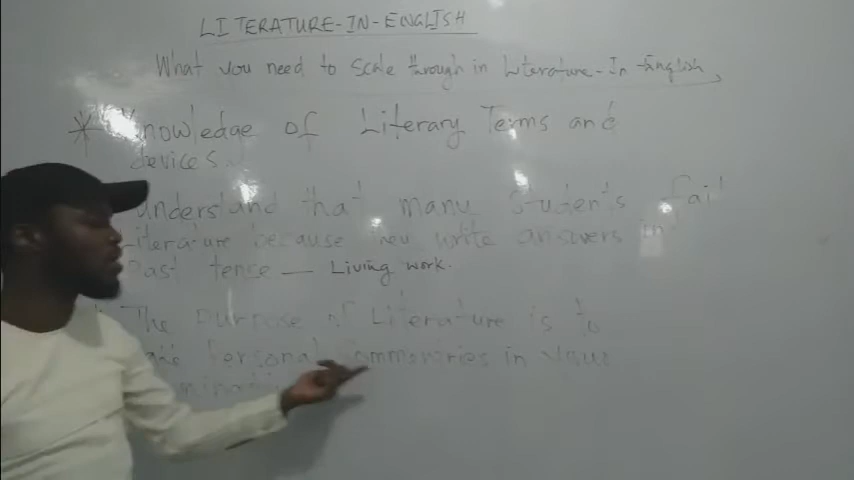 LITERATURE-IN-ENGLISH
What you need to Scale through in Literature-In English,
* Knowledge of Literary Terms and
devices.
Understand that many Students fail
Literature because they write answers in
Past tense — Living work.
The Purpose of Literature is to
Personal Commentaries in your